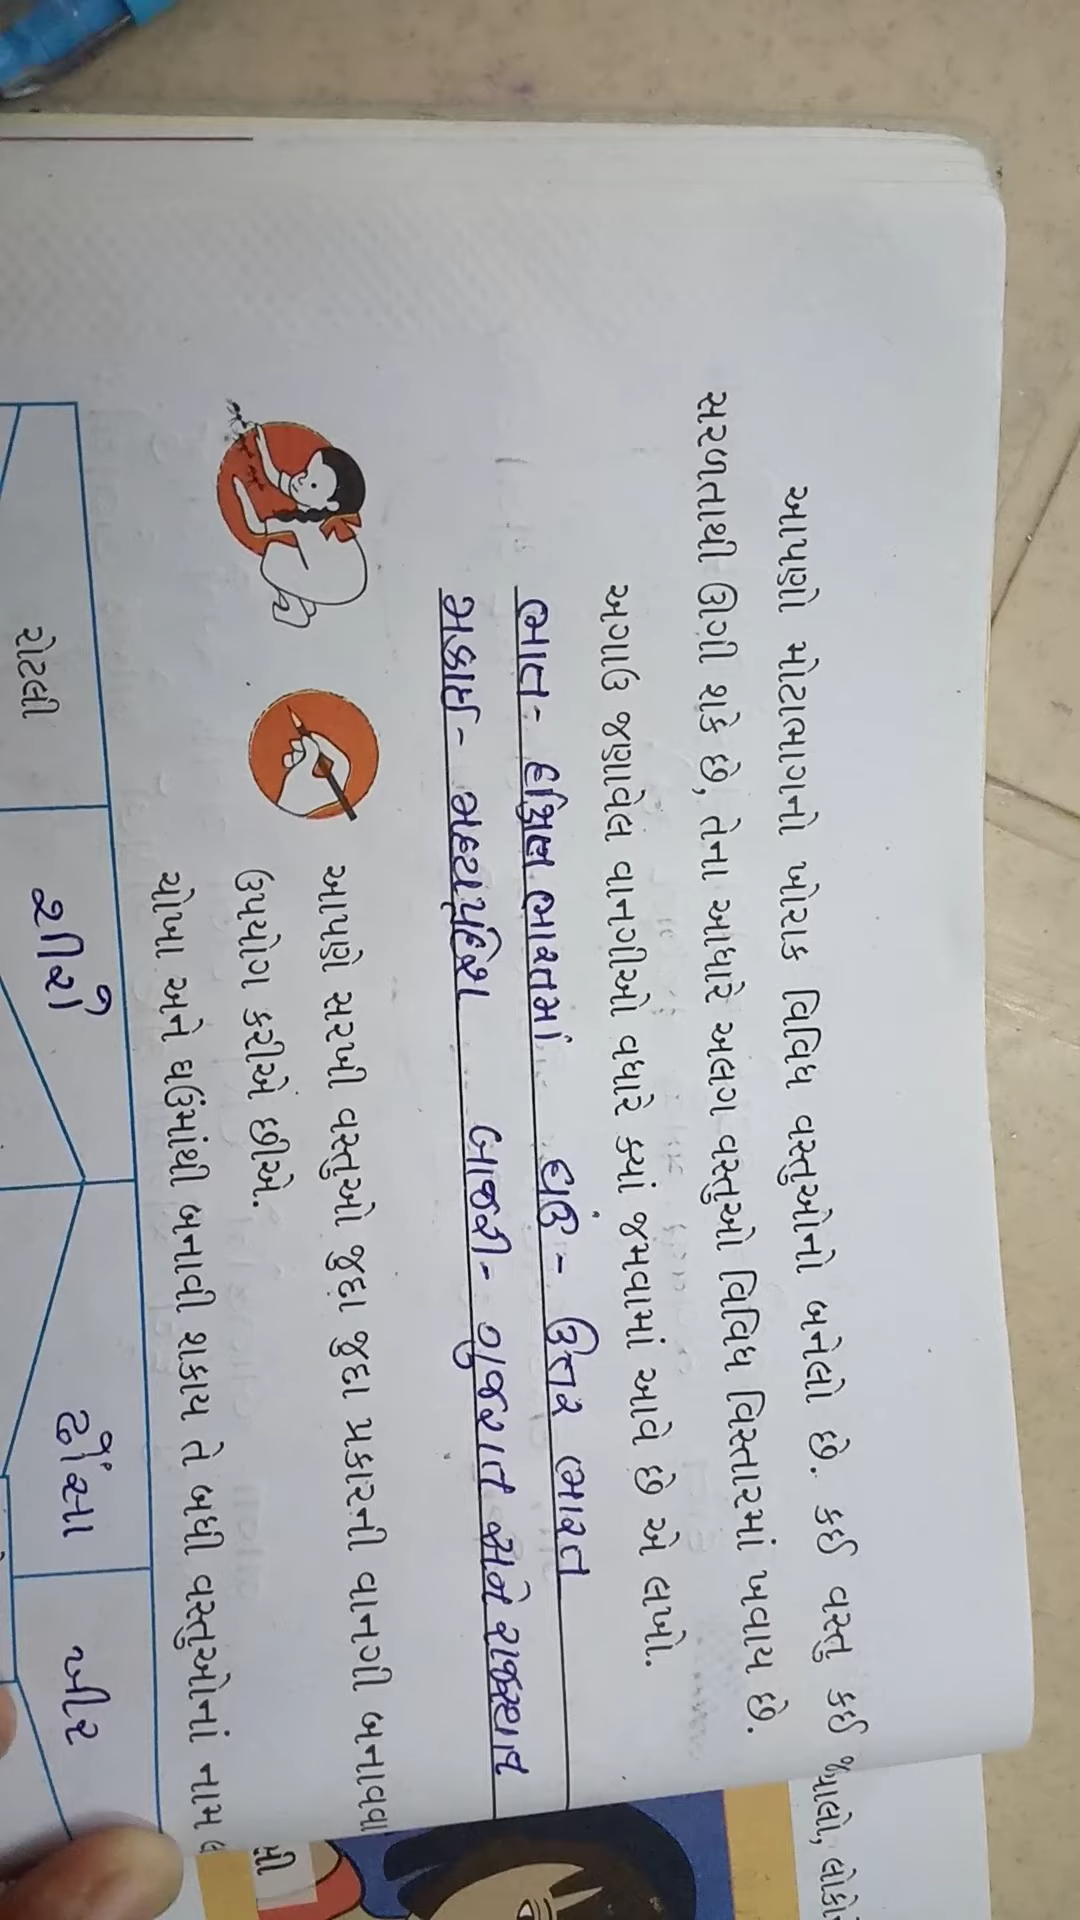 આપણો મોટાભાગનો ખોરાક વિવિધ વસ્તુઓનો બનેલો છે. કઈ વસ્તુ કઈ
સરળતાથી ઊગી શકે છે, તેના આધારે અલગ વસ્તુઓ વિવિધ વિસ્તારમાં ખવાય છે.
અગાઉ જણાવેલ વાનગીઓ વધારે ક્યાં જમવામાં આવે છે એ લખો.
ભાત - દક્ષિણ ભારતમાં ઘઉં - ઉત્તર ભારત
મકાઈ - મધ્યપ્રદેશ બાજરી - ગુજરાત અને રાજસ્થાન
આપણે સરખી વસ્તુઓ જુદા જુદા પ્રકારની વાનગી બનાવવા
ઉપયોગ કરીએ છીએ.
ચોખા અને ઘઉંમાંથી બનાવી શકાય તે બધી વસ્તુઓનાં નામ
રોટલી શીરો ઢોંસા ખીર